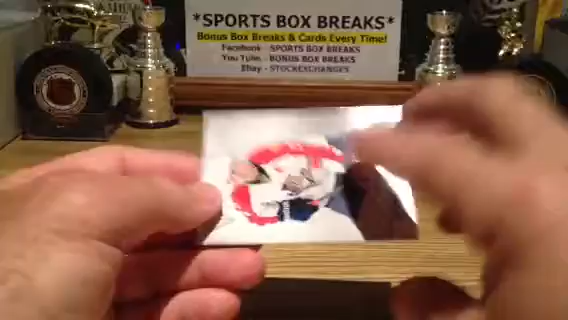 *SPORTS BOX BREAKS*
Bonus Box Breaks & Cards Every Time!
Facebook - SPORTS BOX BREAKS
You Tube - BONUS BOX BREAKS
Ebay - STOCKEXCHANGES